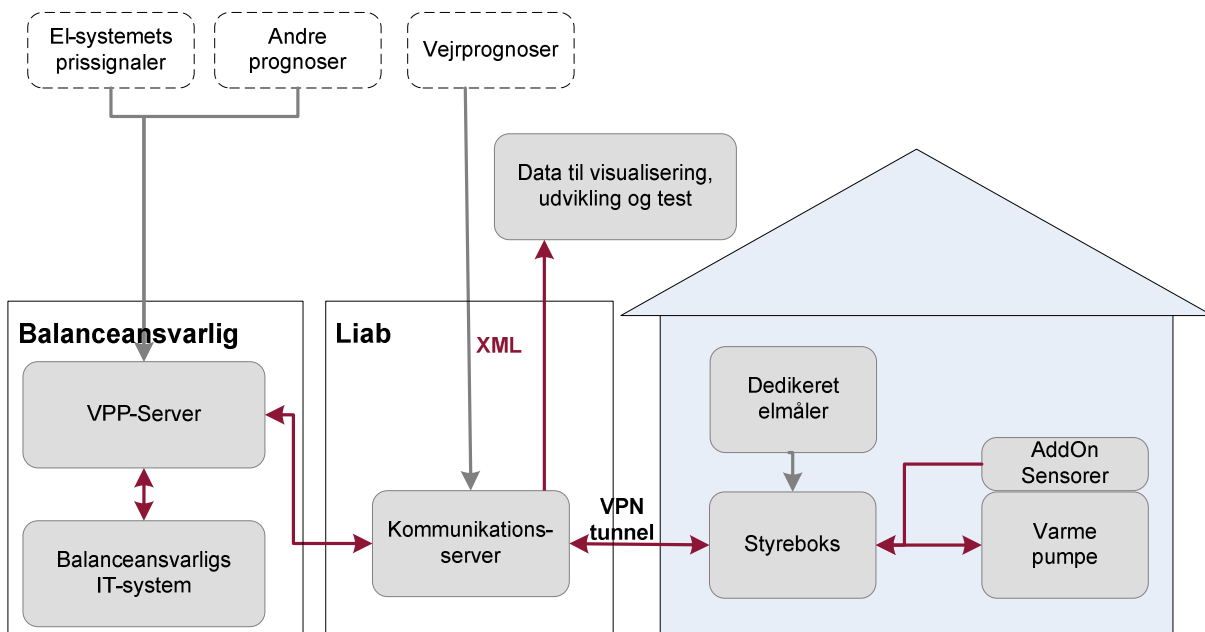 El-systemets
prissignaler
Andre
prognoser
Vejrprognoser
Data til visualisering,
udvikling og test
Balanceansvarlig
Liab
XML
VPP-Server
Dedikeret
elmåler
AddOn
Sensorer
Kommunikations-
server
VPN
tunnel
Styreboks
Varme
pumpe
Balanceansvarligs
IT-system